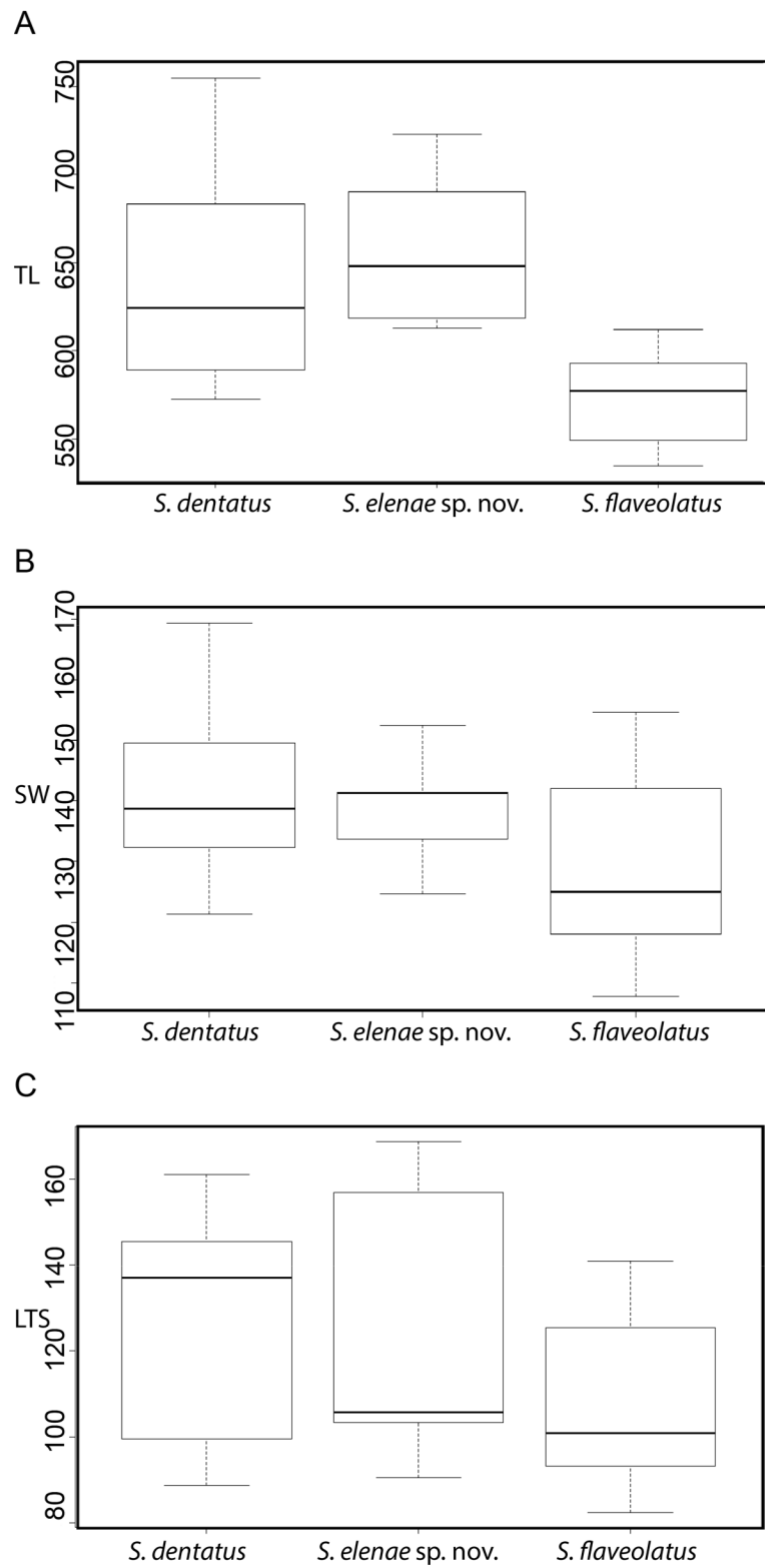 A
750
700
650
TL
600
550
S. dentatus S. elenae sp. nov. S. flaveolatus
B
170
160
150
SW
140
130
120
110
S. dentatus S. elenae sp. nov. S. flaveolatus
C
160
140
LTS
120
100
80
S. dentatus S. elenae sp. nov. S. flaveolatus